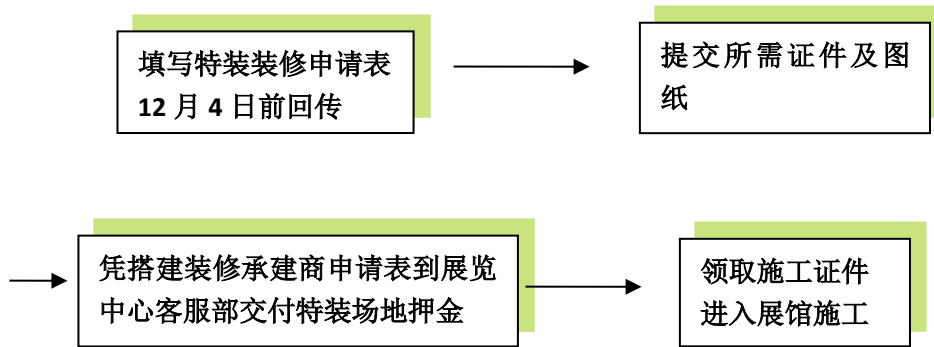 填写特装装修申请表
12 月 4 日前回传
提交所需证件及图
纸
凭搭建装修承建商申请表到展览
中心客服部交付特装场地押金
领取施工证件
进入展馆施工